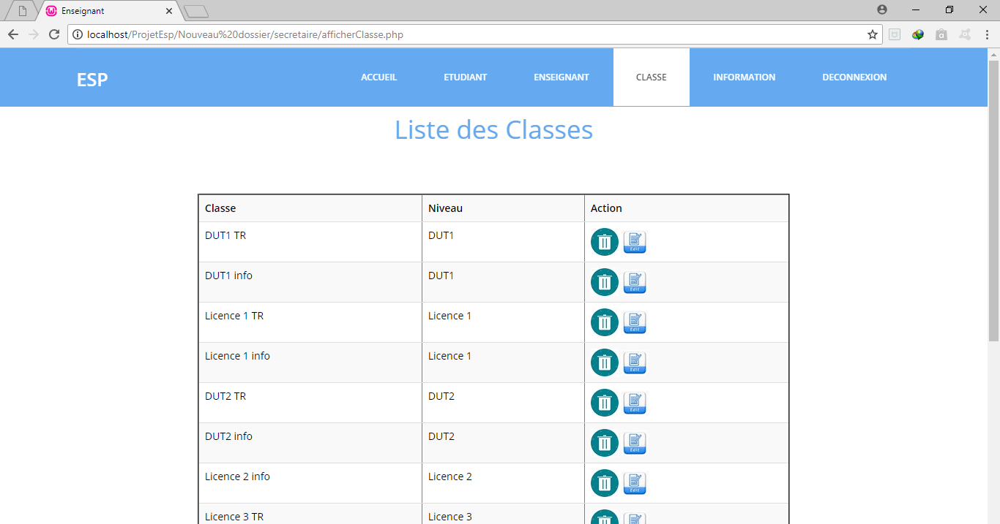 Enseignant
localhost/ProjetEsp/Nouveau%20dossier/secretaire/afficherClasse.php
ESP ACCUEIL ETUDIANT ENSEIGNANT CLASSE INFORMATION DECONNEXION
Liste des Classes
Classe Niveau Action
DUT1 TR DUT1 Edit
DUT1 info DUT1 Edit
Licence 1 TR Licence 1 Edit
Licence 1 info Licence 1 Edit
DUT2 TR DUT2 Edit
DUT2 info DUT2 Edit
Licence 2 info Licence 2 Edit
Licence 3 TR Licence 3